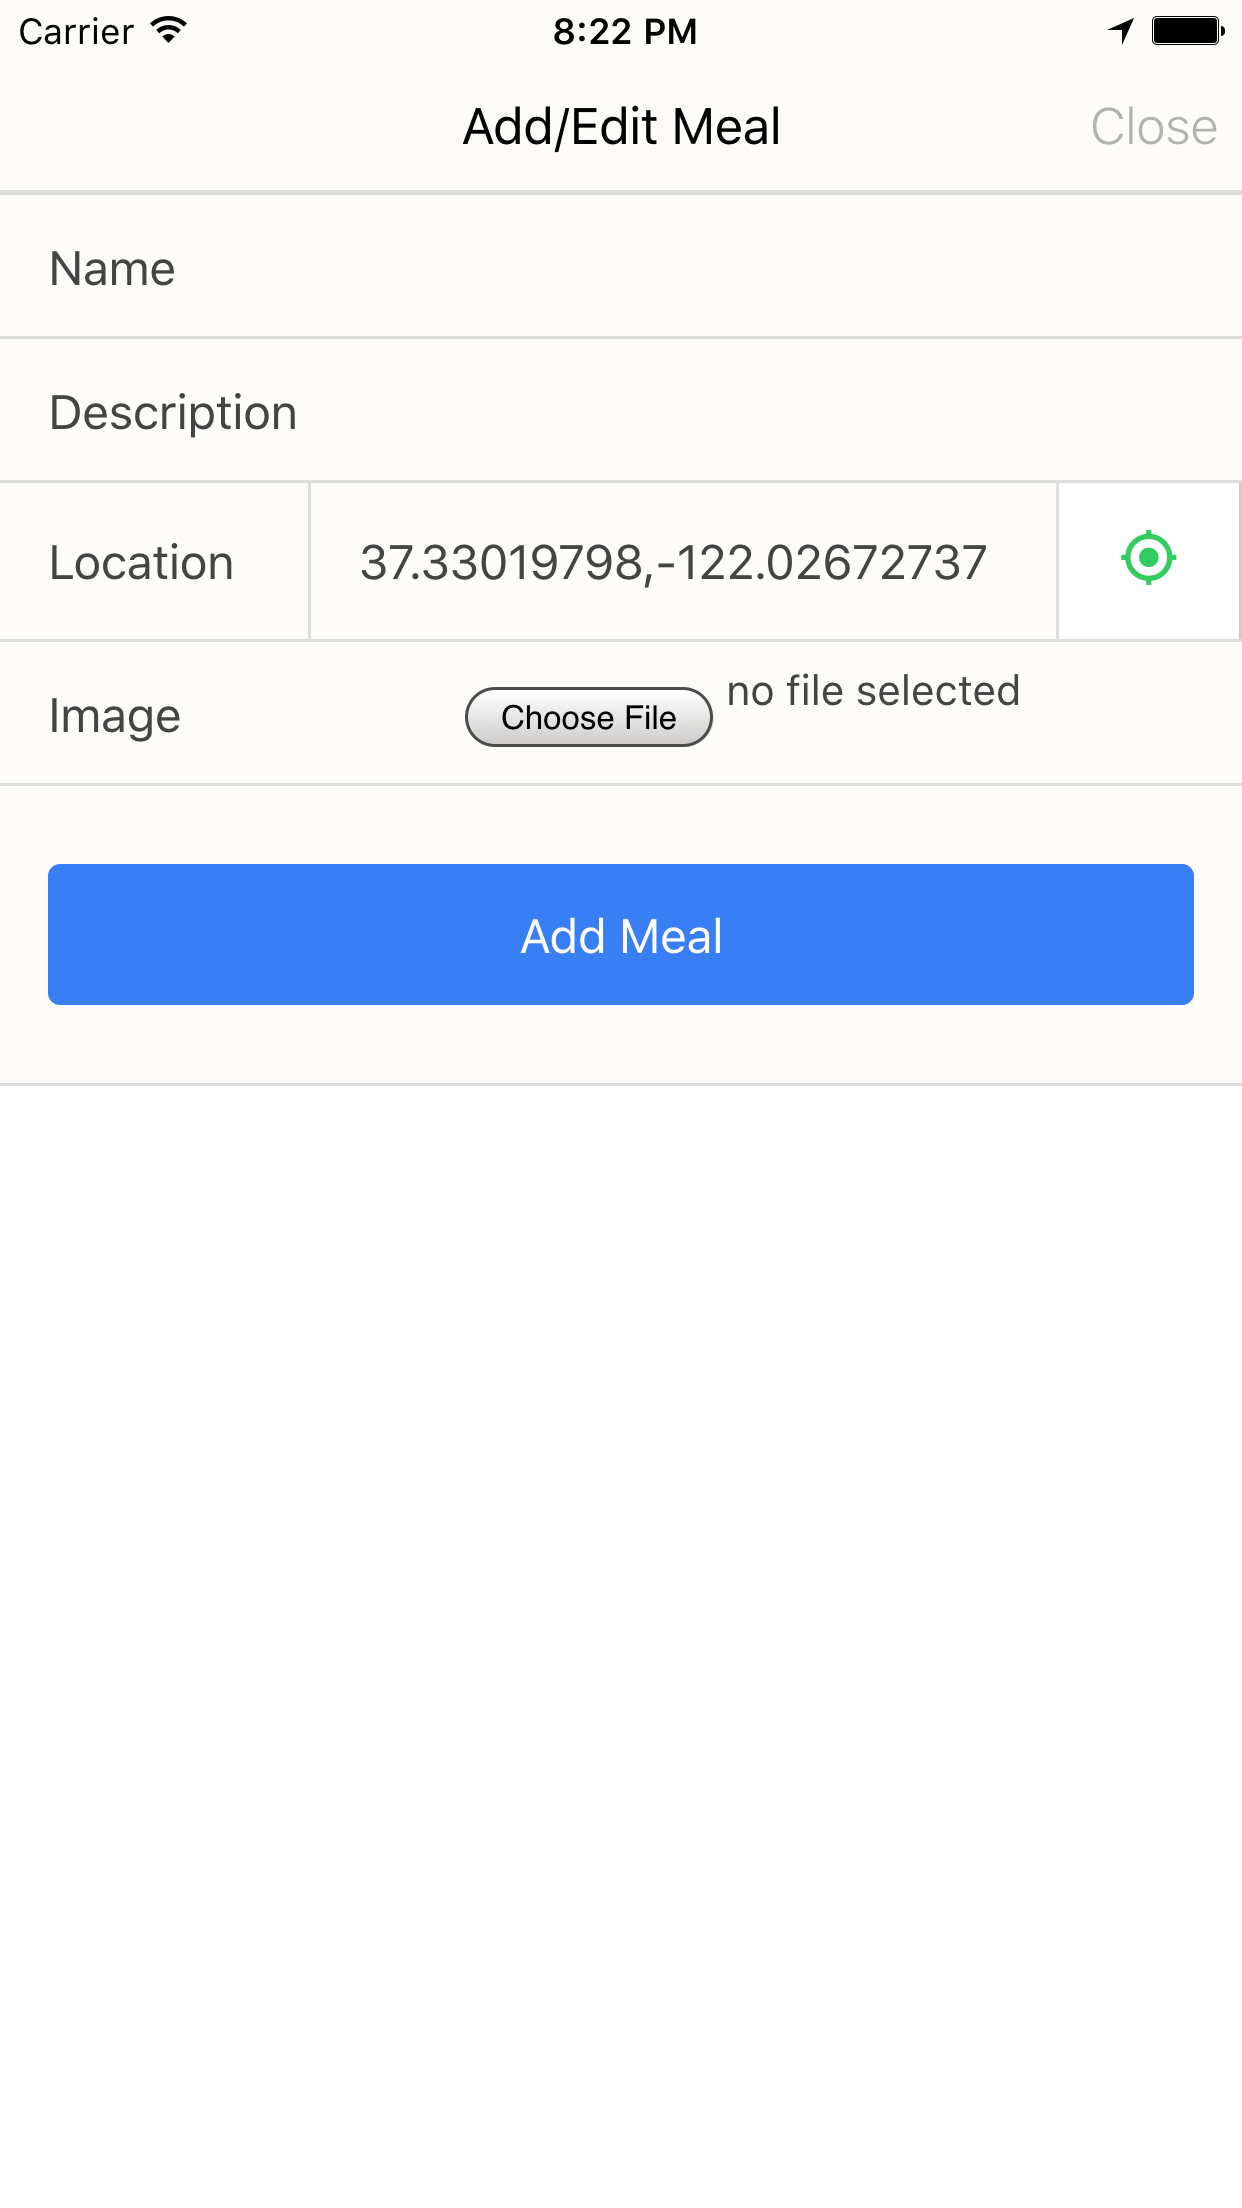 Carrier 8:22 PM
Add/Edit Meal Close
Name
Description
Location 37.33019798,-122.02672737
Image Choose File no file selected
Add Meal